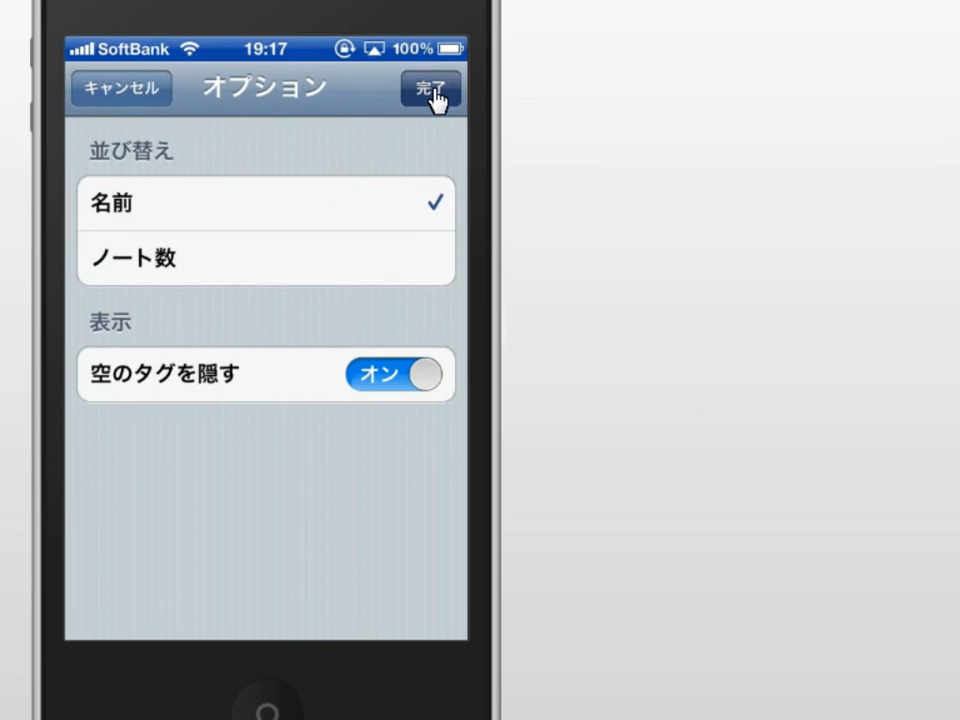 SoftBank 19:17 100%
キャンセル オプション 完了
並び替え
名前
ノート数
表示
空のタグを隠す オン